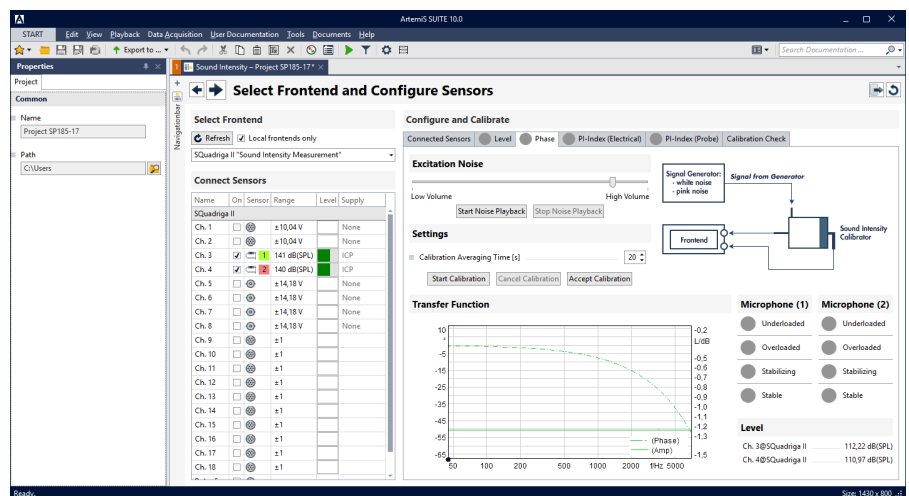 ArtemiS SUITE 10.0
START Edit View Playback Data Acquisition User Documentation Tools Documents Help
Export to ... Search Documentation ...
Properties
Project
Common
Name
Project SP185-17
Path
C:\Users
1 Sound Intensity – Project SP185-17*
Navigationbar
Select Frontend and Configure Sensors
Select Frontend
Refresh Local frontends only
SQuadriga II "Sound Intensity Measurement"
Connect Sensors
Name On Sensor Range Level Supply
SQuadriga II
Ch. 1 ±10,04 V None
Ch. 2 ±10,04 V None
Ch. 3 1 141 dB(SPL) ICP
Ch. 4 2 140 dB(SPL) ICP
Ch. 5 ±14,18 V None
Ch. 6 ±14,18 V None
Ch. 7 ±14,18 V None
Ch. 8 ±14,18 V None
Ch. 9 ±1
Ch. 10 ±1
Ch. 11 ±1
Ch. 12 ±1
Ch. 13 ±1
Ch. 14 ±1
Ch. 15 ±1
Ch. 16 ±1
Ch. 17 ±1
Ch. 18 ±1
Configure and Calibrate
Connected Sensors Level Phase PI-Index (Electrical) PI-Index (Probe) Calibration Check
Excitation Noise
Low Volume High Volume
Start Noise Playback Stop Noise Playback
Settings
Calibration Averaging Time [s] 20
Start Calibration Cancel Calibration Accept Calibration
Signal Generator:
- white noise
- pink noise
Signal from Generator
Frontend
Sound Intensity
Calibrator
Transfer Function
10
°
-5
-15
-25
-35
-45
-55
-65
-0,2
L/dB
-0,5
-0,6
-0,7
-0,8
-0,9
-1,0
-1,1
-1,2
-1,3
-1,5
(Phase)
(Amp)
50 100 200 500 1000 2000 f/Hz 5000
Microphone (1) Microphone (2)
Underloaded Underloaded
Overloaded Overloaded
Stabilizing Stabilizing
Stable Stable
Level
Ch. 3@SQuadriga II 112,22 dB(SPL)
Ch. 4@SQuadriga II 110,97 dB(SPL)
Ready. Size: 1430 x 800